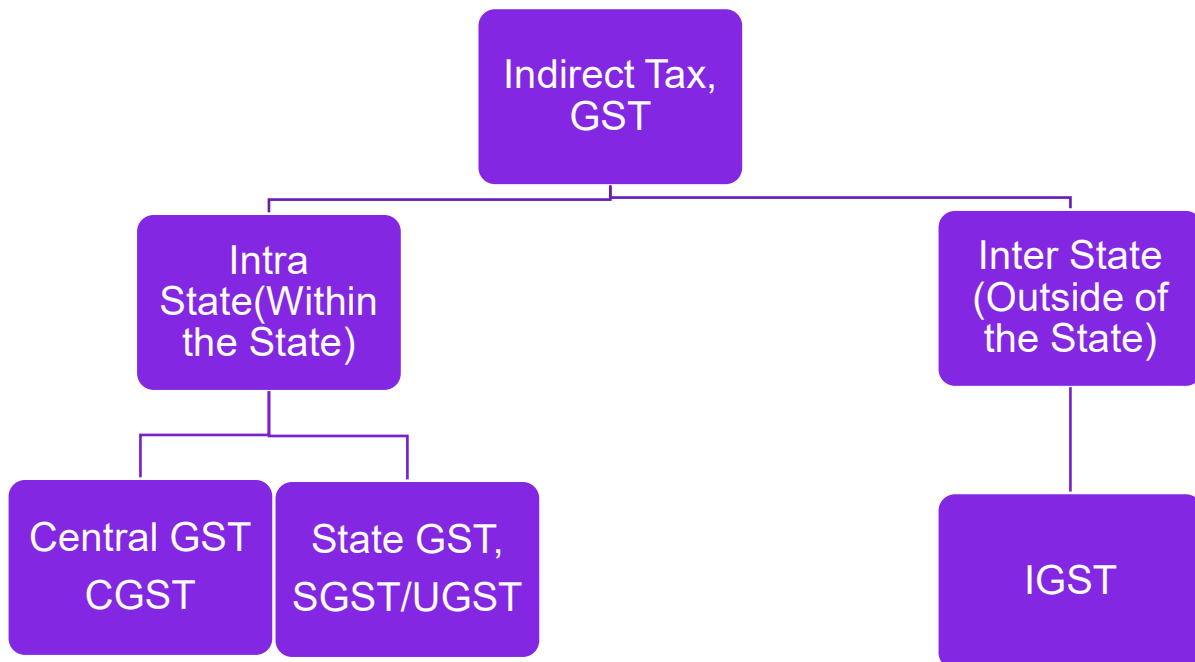 Indirect Tax,
GST
Intra
State(Within
the State)
Inter State
(Outside of
the State)
Central GST
CGST
State GST,
SGST/UGST
IGST